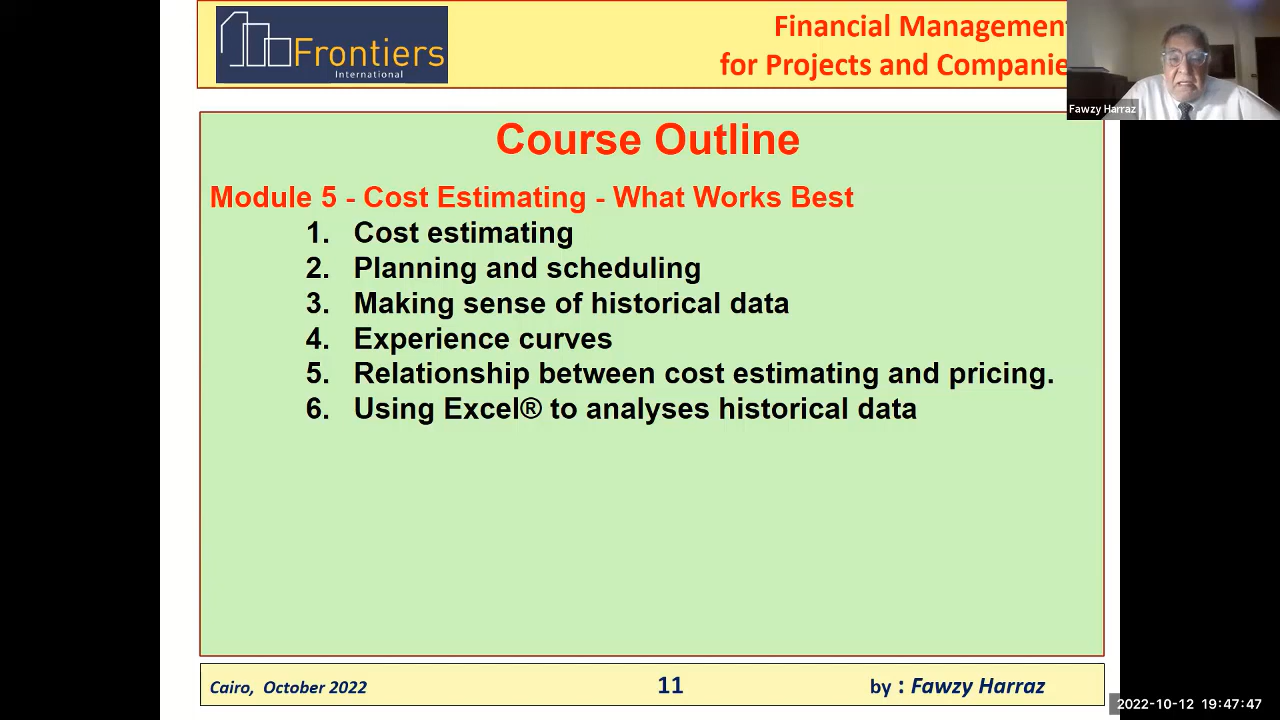 Frontiers
International
Financial Management
for Projects and Companie
Fawzy Harraz
Course Outline
Module 5 - Cost Estimating - What Works Best
1. Cost estimating
2. Planning and scheduling
3. Making sense of historical data
4. Experience curves
5. Relationship between cost estimating and pricing.
6. Using Excel® to analyses historical data
Cairo, October 2022
11
by : Fawzy Harraz
2022-10-12 19:47:47